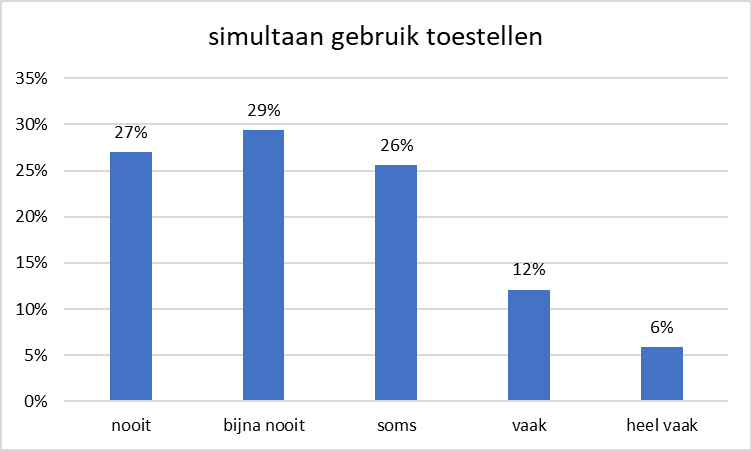 simultaan gebruik toestellen
35%
30%
25%
20%
15%
10%
5%
0%
27%
29%
26%
12%
6%
nooit
bijna nooit
soms
vaak
heel vaak